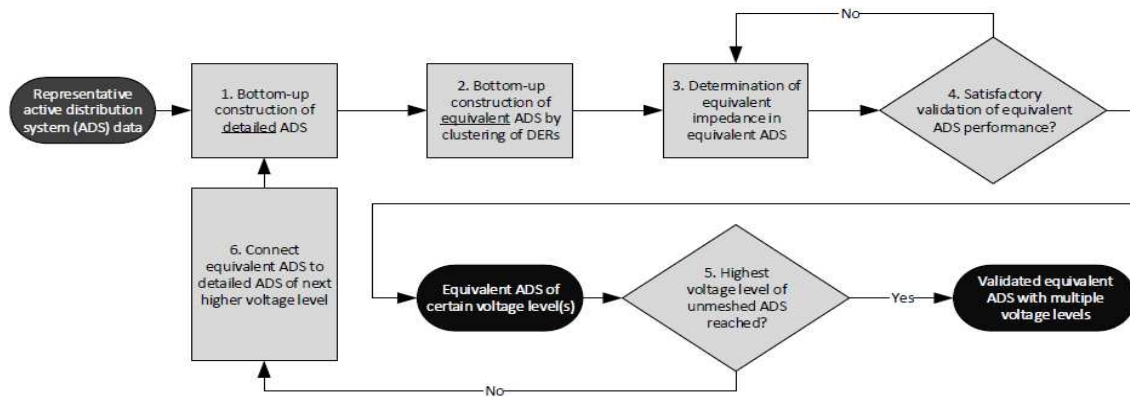 No
Representative
active distribution
system (ADS) data
1. Bottom-up
construction of
detailed ADS
2. Bottom-up
construction of
equivalent ADS by
clustering of DERs
3. Determination of
equivalent
impedance in
equivalent ADS
4. Satisfactory
validation of equivalent
ADS performance?
6. Connect
equivalent ADS to
detailed ADS of next
higher voltage level
Equivalent ADS of
certain voltage level(s)
5. Highest
voltage level of
unmeshed ADS
reached?
Yes
Validated equivalent
ADS with multiple
voltage levels
No